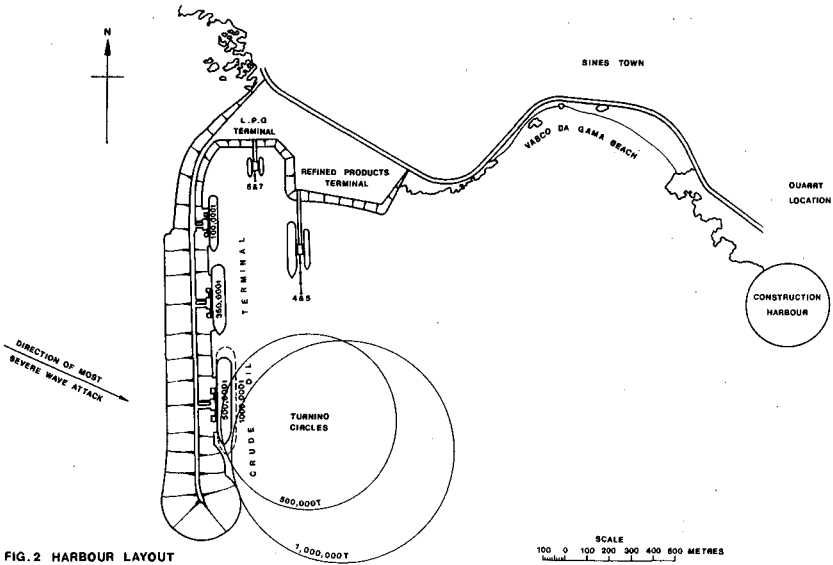 N
SINES TOWN
L.P.G
TERMINAL
VASCO DA GAMA BEACH
REFINED PRODUCTS
TERMINAL
6&7
QUARRT
LOCATION
100,000t
TERMINAL
4&5
350,000t
CONSTRUCTION
HARBOUR
DIRECTION OF MOST
SEVERE WAVE ATTACK
500,000t
1000,000t
CRUDE OIL
TURNINO
CIRCLES
500,000T
1,000,000T
FIG.2 HARBOUR LAYOUT
SCALE
100 0 100 200 300 400 500 METRES